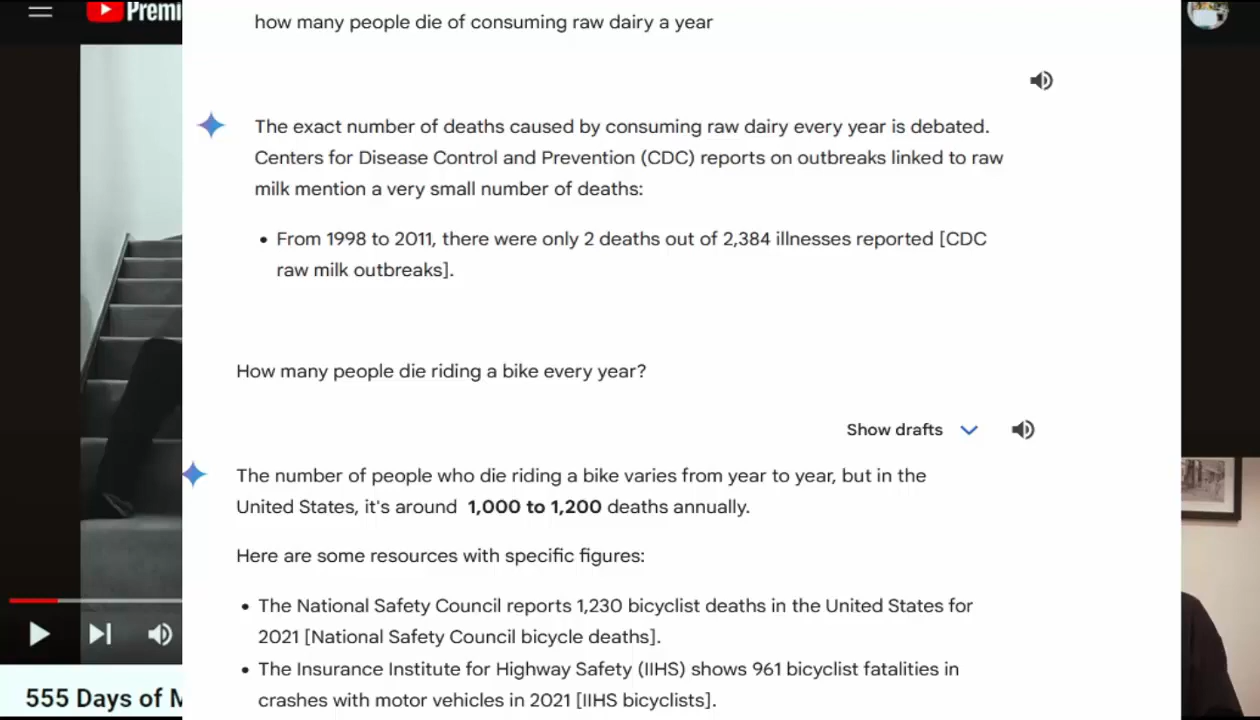 Premi
how many people die of consuming raw dairy a year
The exact number of deaths caused by consuming raw dairy every year is debated.
Centers for Disease Control and Prevention (CDC) reports on outbreaks linked to raw
milk mention a very small number of deaths:
• From 1998 to 2011, there were only 2 deaths out of 2,384 illnesses reported [CDC
raw milk outbreaks].
How many people die riding a bike every year?
Show drafts
The number of people who die riding a bike varies from year to year, but in the
United States, it's around 1,000 to 1,200 deaths annually.
Here are some resources with specific figures:
• The National Safety Council reports 1,230 bicyclist deaths in the United States for
2021 [National Safety Council bicycle deaths].
• The Insurance Institute for Highway Safety (IIHS) shows 961 bicyclist fatalities in
crashes with motor vehicles in 2021 [IIHS bicyclists].
555 Days of M